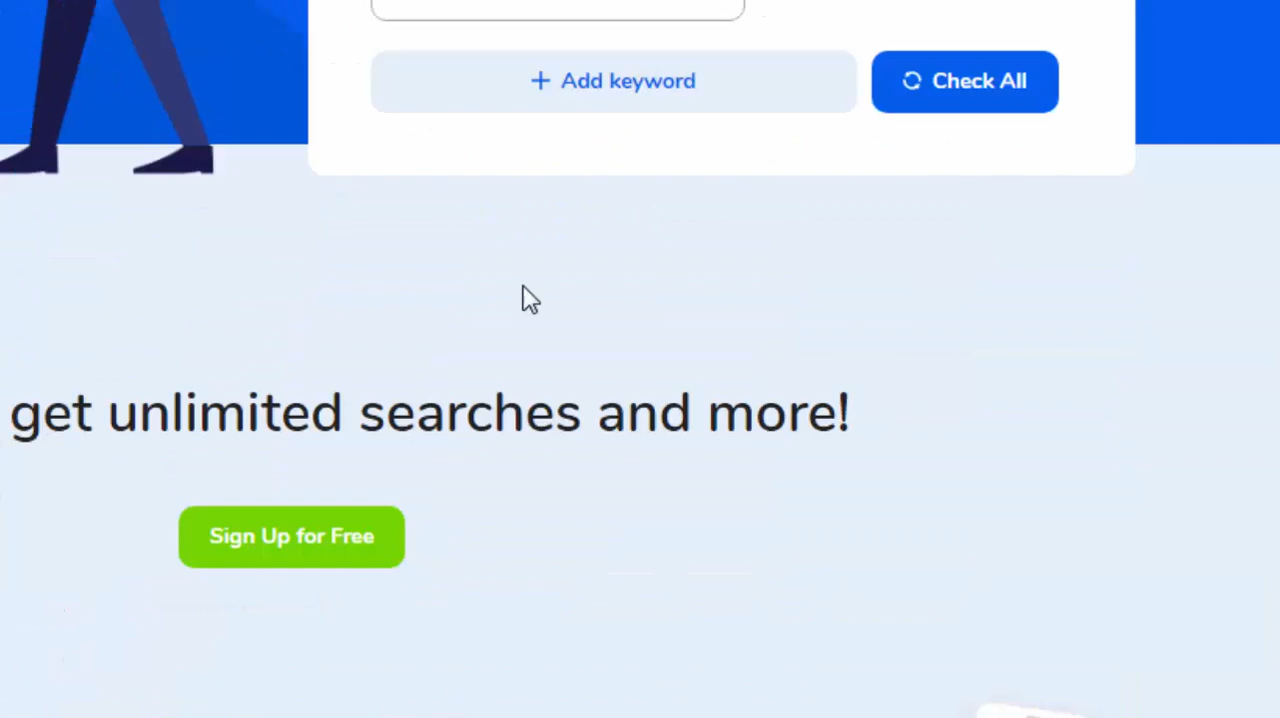 + Add keyword
Check All
get unlimited searches and more!
Sign Up for Free